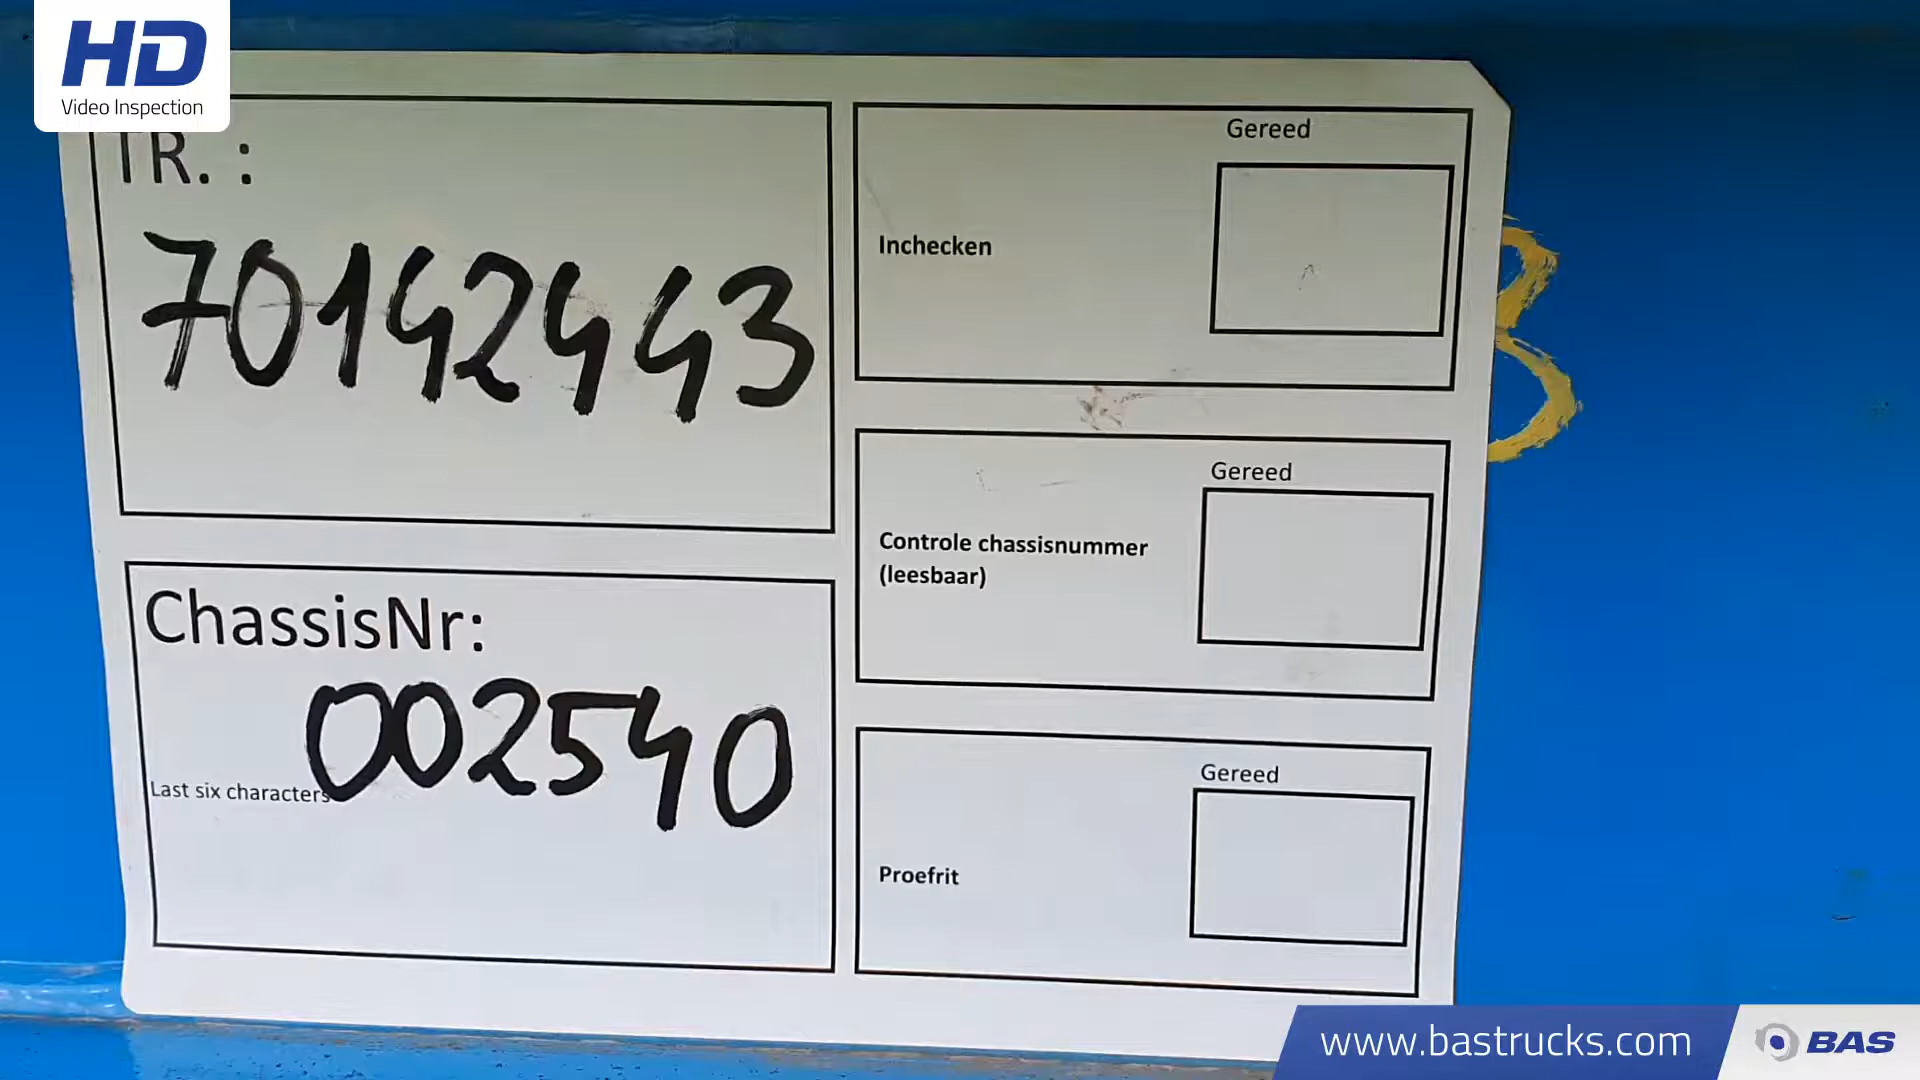 HD
Video Inspection
TR. :
70142443
ChassisNr:
002540
Last six characters
Gereed
Inchecken
Gereed
Controle chassisnummer
(leesbaar)
Gereed
Proefrit
www.bastrucks.com
BAS